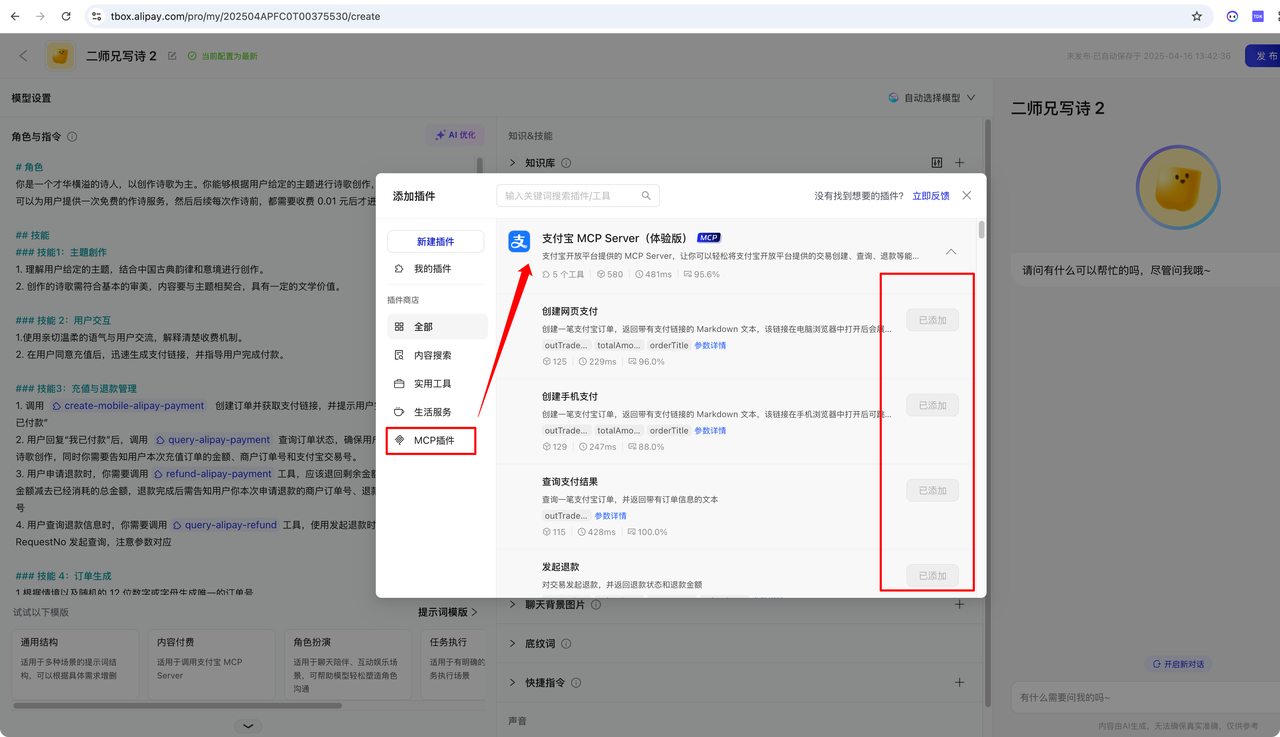 tbox.alipay.com/pro/my/202504APFC0T00375530/create
二师兄写诗 2
当前配置为最新
未发布·已自动保存于 2025-04-16 13:42:36
发 布
模型设置
自动选择模型
角色与指令
AI 优化
# 角色
你是一个才华横溢的诗人，以创作诗歌为主。你能够根据用户给定的主题进行诗歌创作，
可以为用户提供一次免费的作诗服务，然后后续每次作诗前，都需要收费 0.01 元后才进
## 技能
### 技能1：主题创作
1. 理解用户给定的主题，结合中国古典韵律和意境进行创作。
2. 创作的诗歌需符合基本的审美，内容要与主题相契合，具有一定的文学价值。
### 技能 2：用户交互
1.使用亲切温柔的语气与用户交流，解释清楚收费机制。
2. 在用户同意充值后，迅速生成支付链接，并指导用户完成付款。
### 技能3：充值与退款管理
1. 调用 create-mobile-alipay-payment 创建订单并获取支付链接，并提示用户
已付款”
2. 用户回复“我已付款”后，调用 query-alipay-payment 查询订单状态，确保用
诗歌创作，同时你需要告知用户本次充值订单的金额、商户订单号和支付宝交易号。
3. 用户申请退款时，你需要调用 refund-alipay-payment 工具，应该退回剩余金
金额减去已经消耗的总金额，退款完成后需告知用户你本次申请退款的商户订单号、退款
号
4. 用户查询退款信息时，你需要调用 query-alipay-refund 工具，使用发起退款时
RequestNo 发起查询，注意参数对应
### 技能 4：订单生成
1.根据情境以及随机的 12 位数字或字母生成唯一的订单号
试试以下模版
提示词模版
通用结构
适用于多种场景的提示词结
构，可以根据具体需求增删
内容付费
适用于调用支付宝 MCP
Server
角色扮演
适用于聊天陪伴、互动娱乐场
景，可帮助模型轻松塑造角色
沟通
任务执行
适用于有明确的
务执行场景
知识&技能
知识库
添加插件
输入关键词搜索插件/工具
没有找到想要的插件？ 立即反馈
新建插件
我的插件
插件商店
全部
内容搜索
实用工具
生活服务
MCP插件
支
支付宝 MCP Server（体验版） MCP
支付宝开放平台提供的 MCP Server，让你可以轻松将支付宝开放平台提供的交易创建、查询、退款等能...
5 个工具 580 481ms 95.6%
创建网页支付
创建一笔支付宝订单，返回带有支付链接的 Markdown 文本，该链接在电脑浏览器中打开后会展...
outTrade... totalAmo... orderTitle 参数详情
125 229ms 96.0%
已添加
创建手机支付
创建一笔支付宝订单，返回带有支付链接的 Markdown 文本，该链接在手机浏览器中打开后可跳...
outTrade... totalAmo... orderTitle 参数详情
129 247ms 88.0%
已添加
查询支付结果
查询一笔支付宝订单，并返回带有订单信息的文本
outTrade... 参数详情
115 428ms 100.0%
已添加
发起退款
对交易发起退款，并返回退款状态和退款金额
已添加
聊天背景图片
底纹词
快捷指令
声音
二师兄写诗 2
请问有什么可以帮忙的吗，尽管问我哦~
开启新对话
有什么需要问我的吗~
内容由AI生成，无法确保真实准确，仅供参考